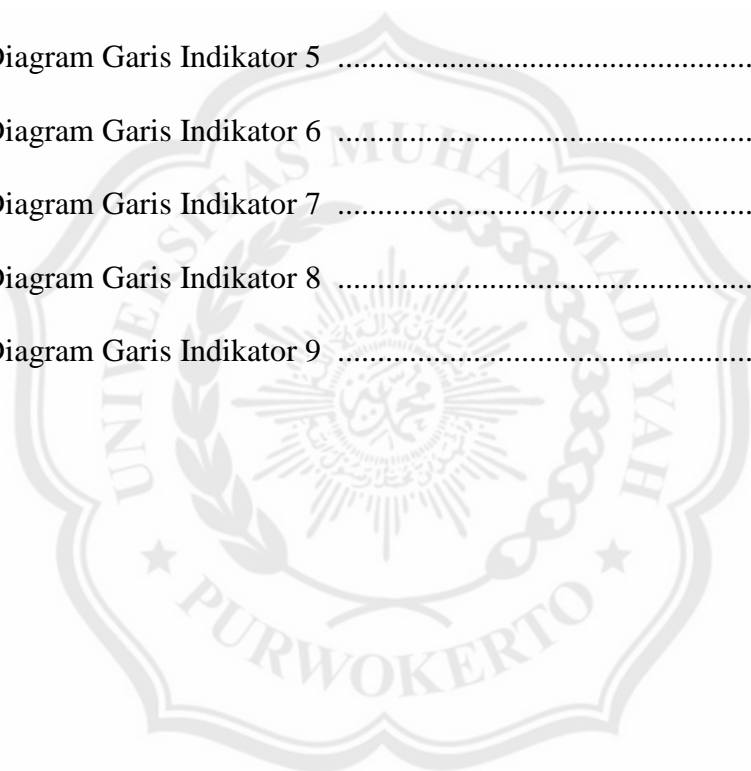 Diagram Garis Indikator 5 ..................................................
Diagram Garis Indikator 6 ..................................................
Diagram Garis Indikator 7 ..................................................
Diagram Garis Indikator 8 ..................................................
Diagram Garis Indikator 9 ..................................................
UNIVERSITAS MUHAMMADIYAH
PURWOKERTO